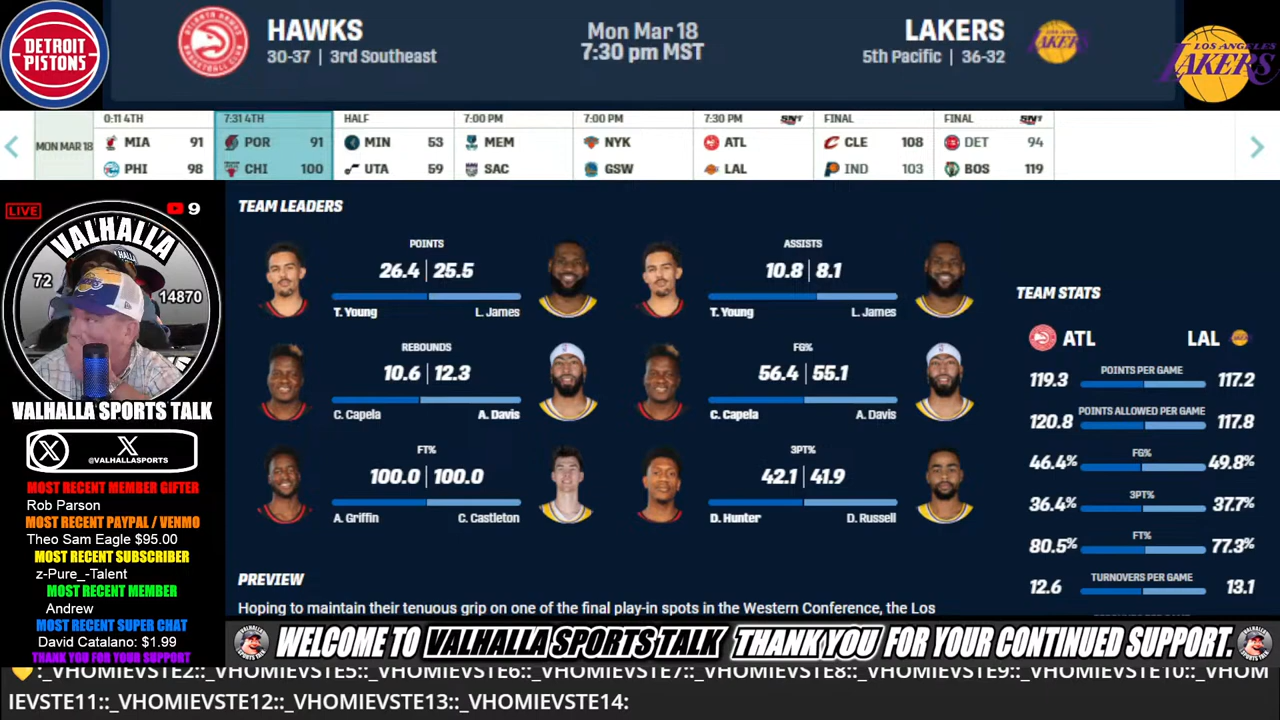 DETROIT
PISTONS
HAWKS
30-37 | 3rd Southeast
Mon Mar 18
7:30 pm MST
LAKERS
5th Pacific | 36-32
LAKERS
LOS ANGELES
LAKERS
MON MAR 18
0:11 4TH
MIA 91
PHI 98
7:31 4TH
POR 91
CHI 100
HALF
MIN 53
UTA 59
7:00 PM
MEM
SAC
7:00 PM
NYK
GSW
7:30 PM SNT
ATL
LAL
FINAL
CLE 108
IND 103
FINAL SNT
DET 94
BOS 119
LIVE
9
VALHALLA
72
14870
VALHALLA SPORTS TALK
X X
@VALHALLASPORTS
MOST RECENT MEMBER GIFTER
Rob Parson
MOST RECENT PAYPAL / VENMO
Theo Sam Eagle $95.00
MOST RECENT SUBSCRIBER
z-Pure_-Talent
MOST RECENT MEMBER
Andrew
MOST RECENT SUPER CHAT
David Catalano: $1.99
THANK YOU FOR YOUR SUPPORT
TEAM LEADERS
POINTS
26.4 | 25.5
T. Young L. James
ASSISTS
10.8 | 8.1
T. Young L. James
REBOUNDS
10.6 | 12.3
C. Capela A. Davis
FG%
56.4 | 55.1
C. Capela A. Davis
FT%
100.0 | 100.0
A. Griffin C. Castleton
3PT%
42.1 | 41.9
D. Hunter D. Russell
TEAM STATS
ATL LAL
POINTS PER GAME
119.3 117.2
POINTS ALLOWED PER GAME
120.8 117.8
FG%
46.4% 49.8%
3PT%
36.4% 37.7%
FT%
80.5% 77.3%
TURNOVERS PER GAME
12.6 13.1
PREVIEW
Hoping to maintain their tenuous grip on one of the final play-in spots in the Western Conference, the Los
WELCOME TO VALHALLA SPORTS TALK THANK YOU FOR YOUR CONTINUED SUPPORT.
:_VHOMIEVSTE2::_VHOMIEVSTE5::_VHOMIEVSTE6::_VHOMIEVSTE7::_VHOMIEVSTE8::_VHOMIEVSTE9::_VHOMIEVSTE10::_VHOM
IEVSTE11::_VHOMIEVSTE12::_VHOMIEVSTE13::_VHOMIEVSTE14: